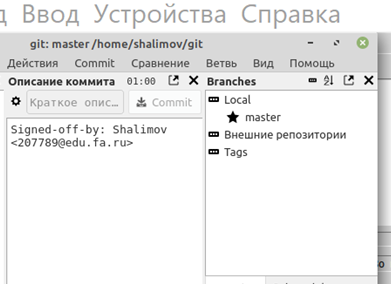 Ввод Устройства Справка
git: master /home/shalimov/git
Действия Commit Сравнение Ветвь Вид Помощь
Описание коммита 01:00
Branches
Краткое опис... Commit
Signed-off-by: Shalimov
<207789@edu.fa.ru>
Local
master
Внешние репозитории
Tags